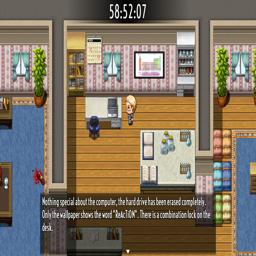 58:52:07
Nothing special about the computer, the hard drive has been erased completely.
Only the wallpaper shows the word "ReAcTiON". There is a combination lock on the
desk.